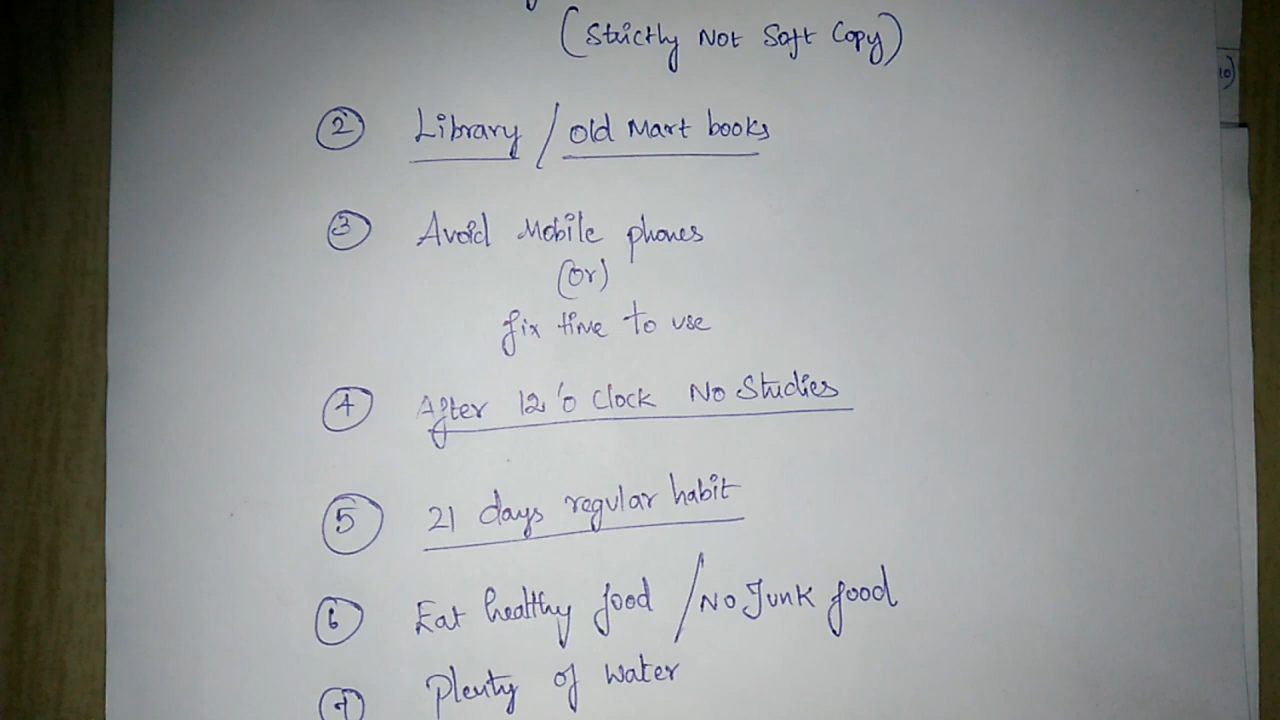 (Strictly Not Soft Copy)
② Library / old Mart books
③ Avoid Mobile phones
(or)
fix time to use
④ After 12 'o Clock No Studies
⑤ 21 days regular habit
⑥ Eat healthy food / No Junk food
⑦ Plenty of water